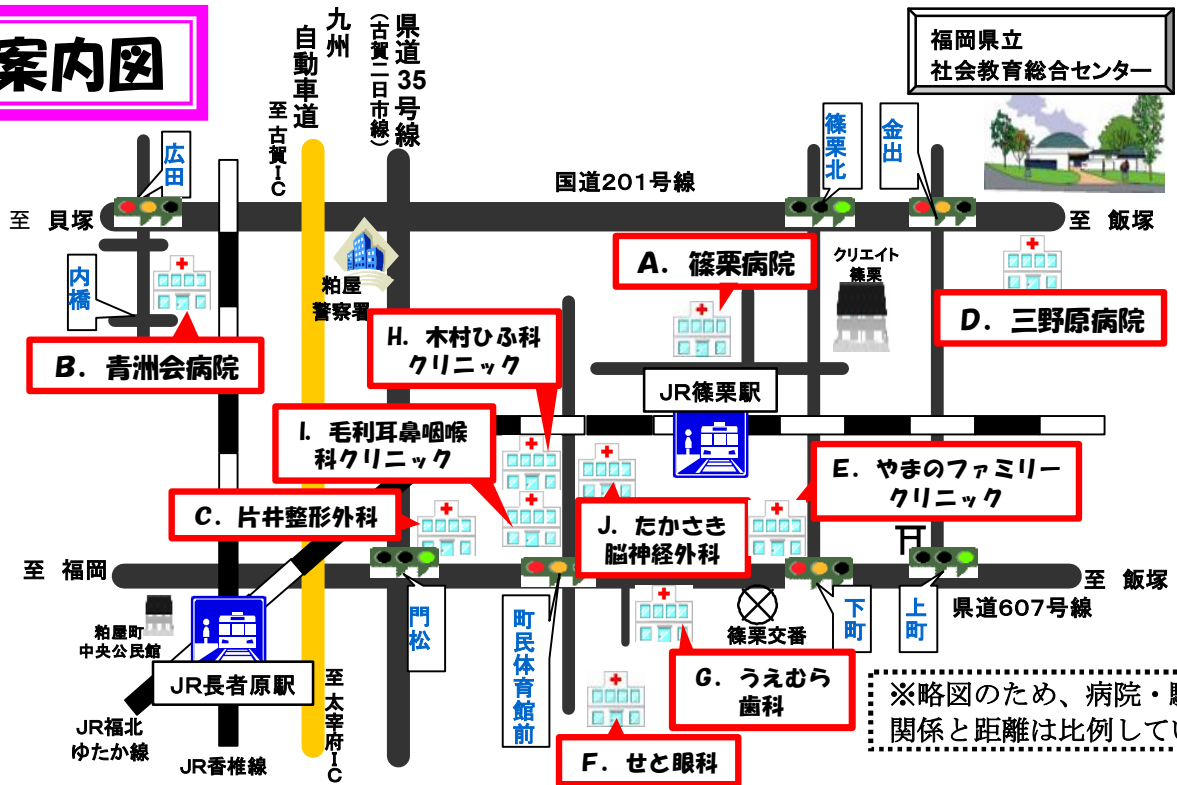 案内図
九州
自動車道
至 古賀IC
県道35号線
(古賀二日市線)
福岡県立
社会教育総合センター
広田
篠栗北
金出
国道201号線
至 貝塚
至 飯塚
内橋
粕屋
警察署
A. 篠栗病院
クリエイト
篠栗
D. 三野原病院
B. 青洲会病院
H. 木村ひふ科
クリニック
JR篠栗駅
I. 毛利耳鼻咽喉
科クリニック
E. やまのファミリー
クリニック
C. 片井整形外科
J. たかさき
脳神経外科
至 福岡
至 飯塚
県道607号線
粕屋町
中央公民館
門松
町民体育館前
篠栗交番
下町
上町
JR長者原駅
至 太宰府IC
G. うえむら
歯科
JR福北
ゆたか線
JR香椎線
F. せと眼科
※略図のため、病院・
関係と距離は比例してい